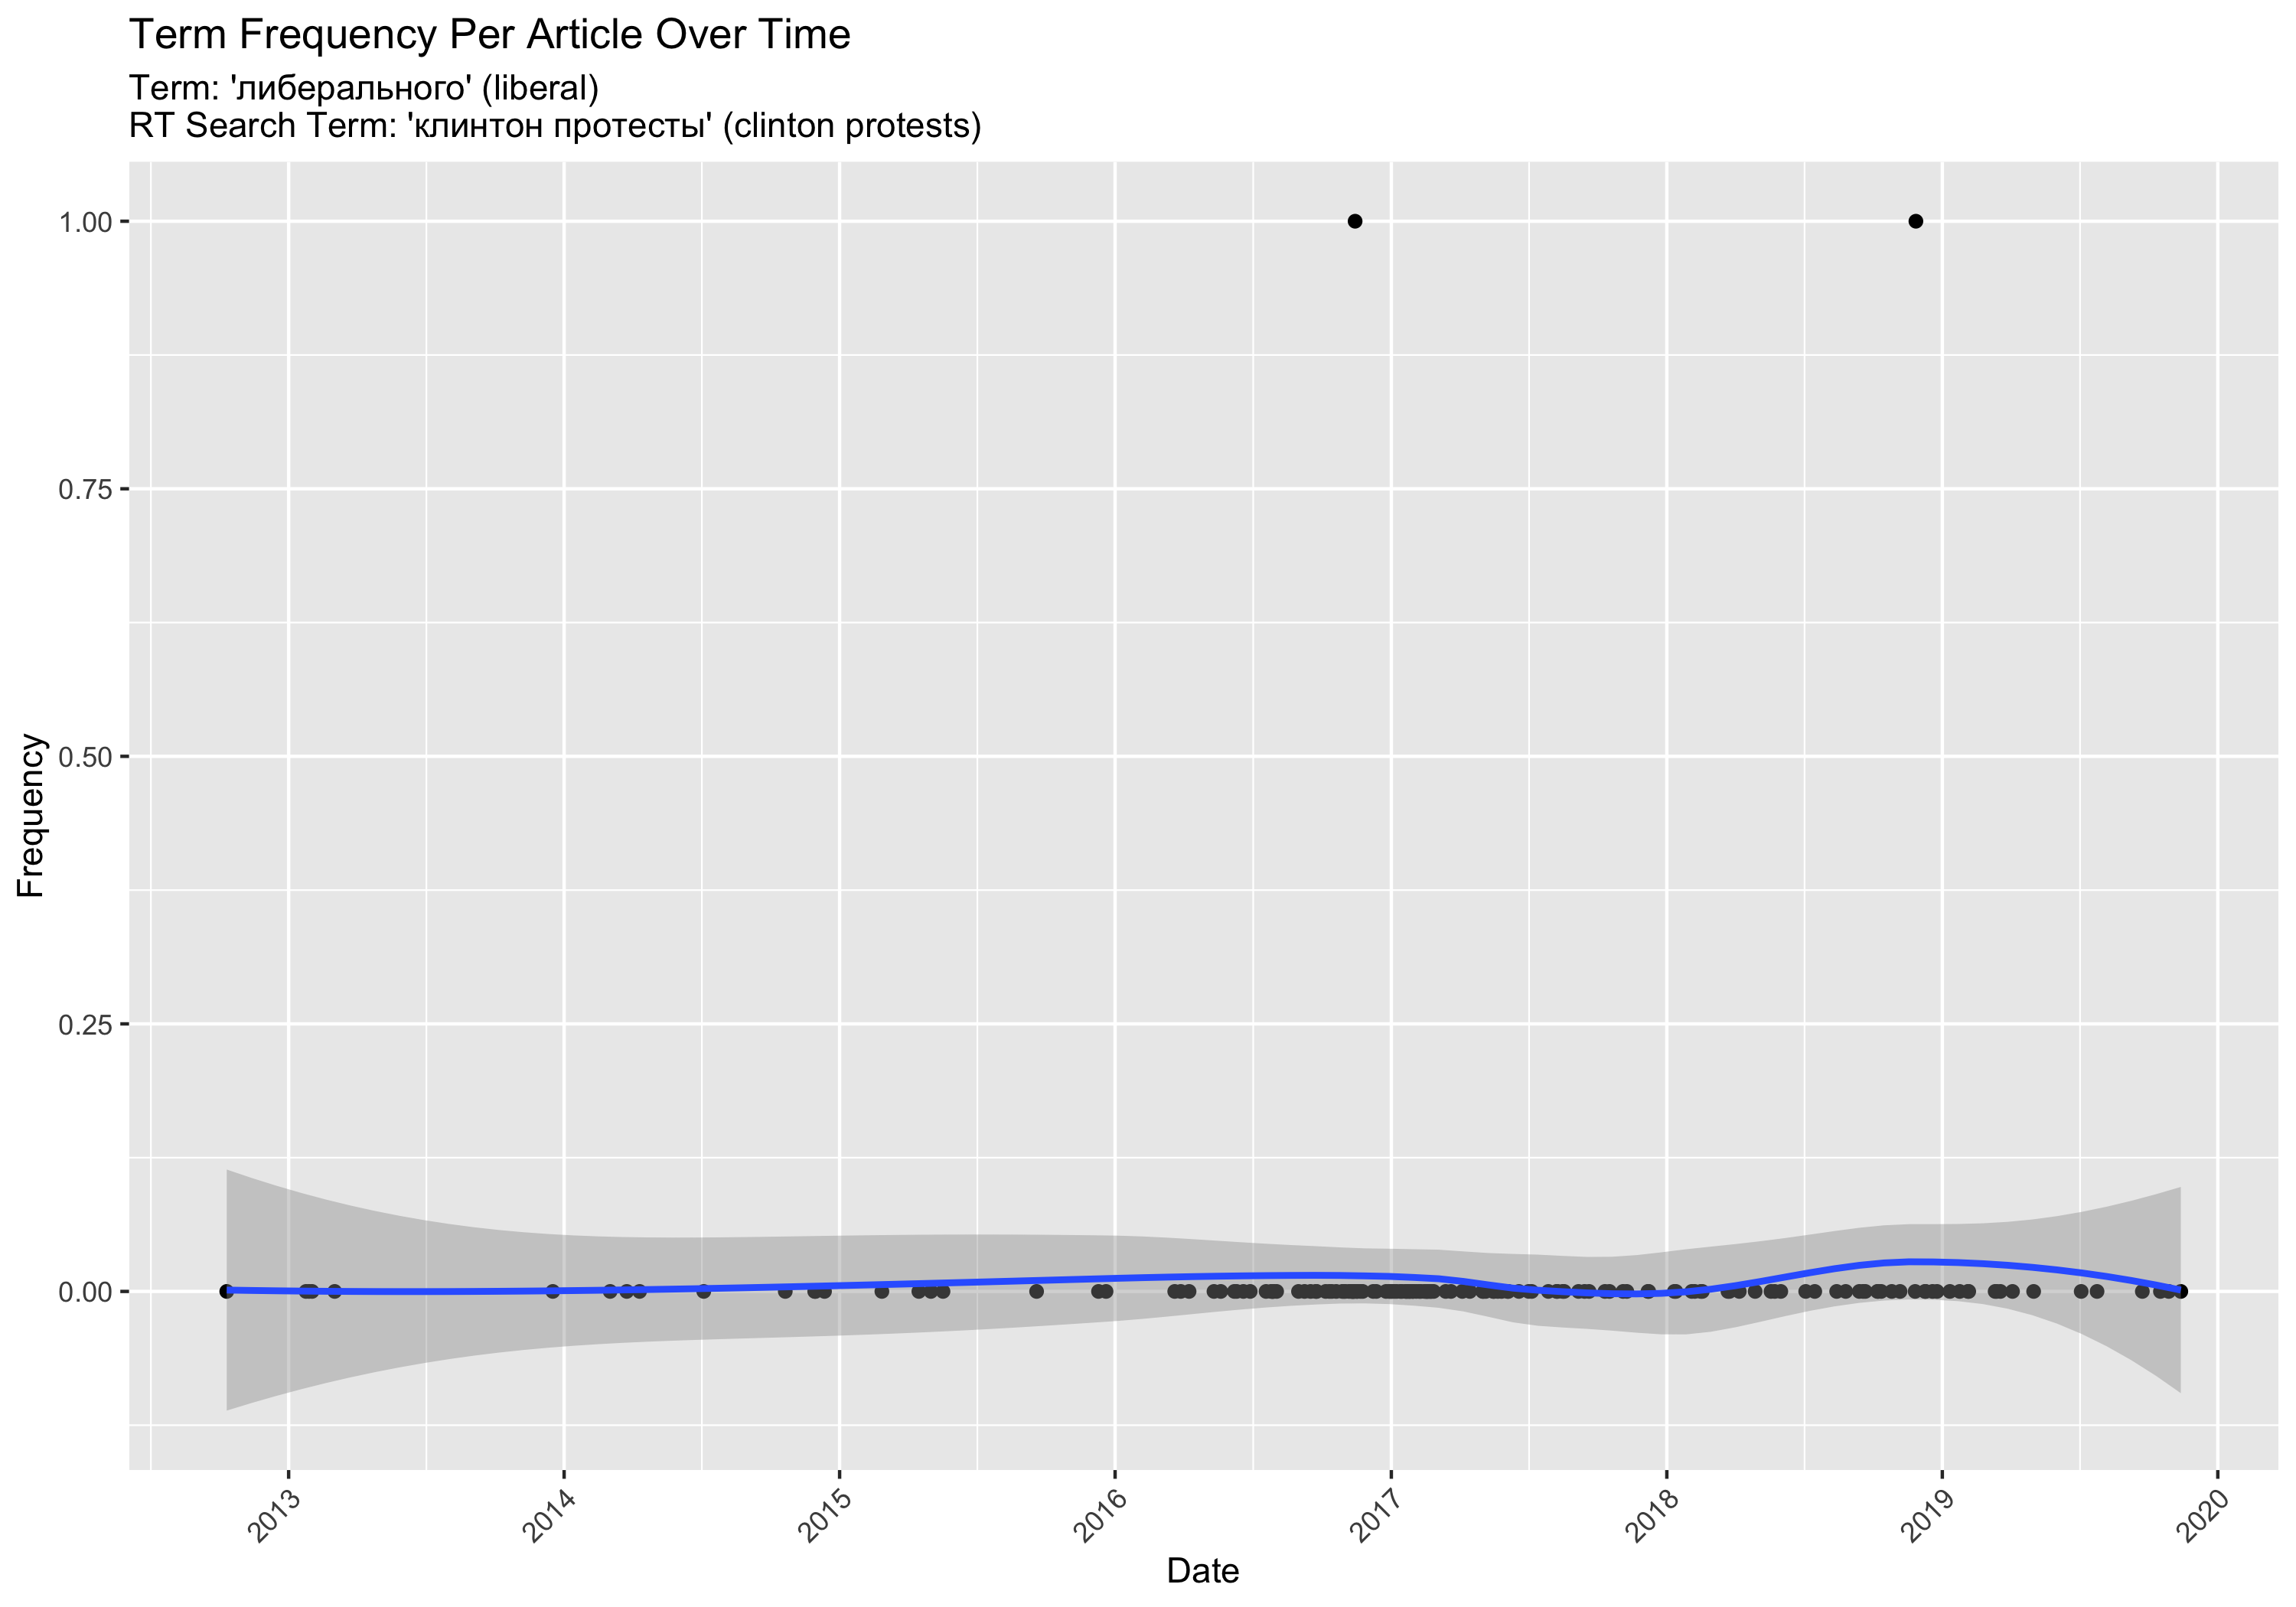 Term Frequency Per Article Over Time
Term: 'либерального' (liberal)
RT Search Term: 'клинтон протесты' (clinton protests)
1.00
0.75
0.50
0.25
0.00
Frequency
2013
2014
2015
2016
2017
2018
2019
2020
Date